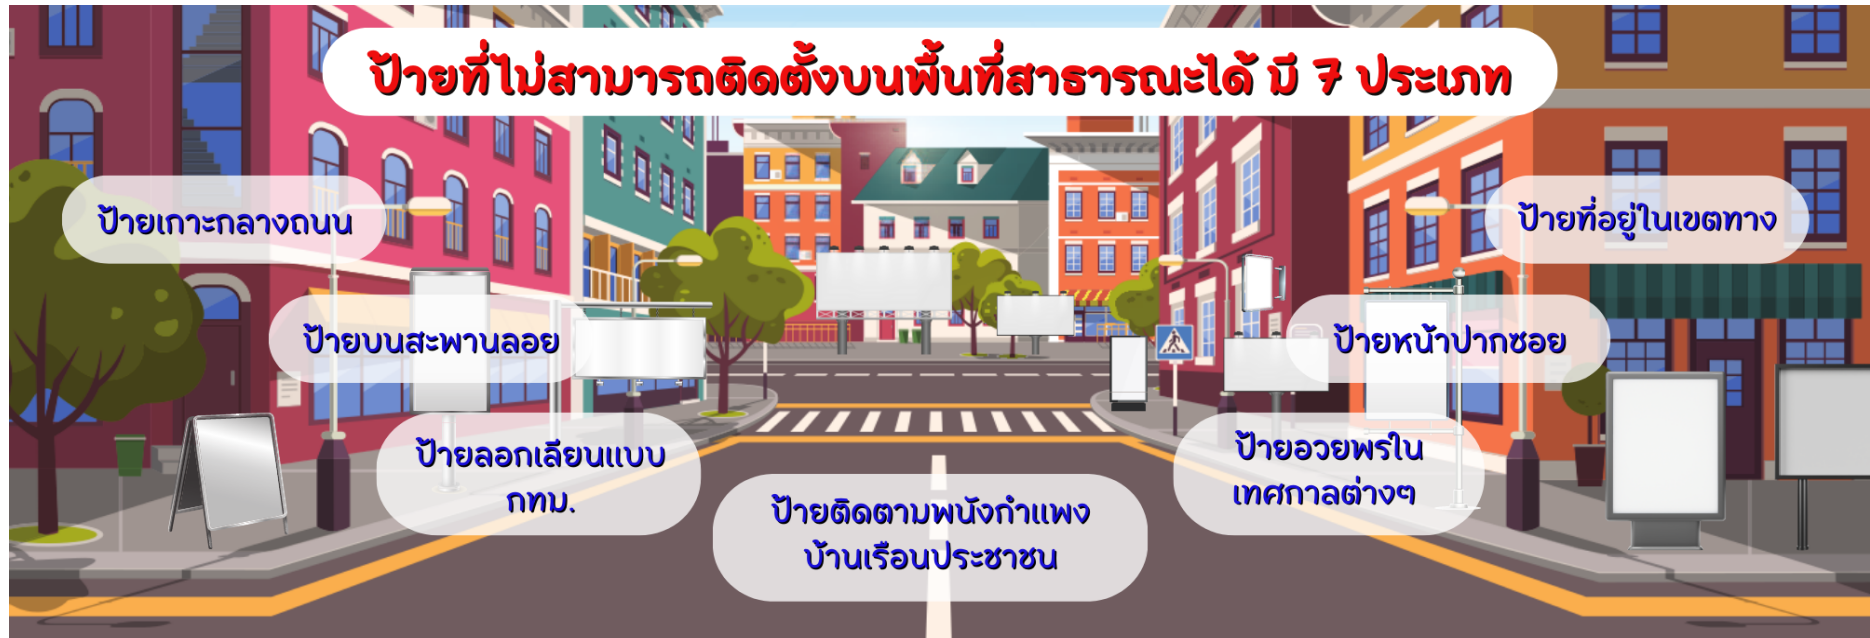 ป้ายที่ไม่สามารถติดตั้งบนพื้นที่สาธารณะได้ มี 7 ประเภท
ป้ายเกาะกลางถนน
ป้ายที่อยู่ในเขตทาง
ป้ายบนสะพานลอย
ป้ายหน้าปากซอย
ป้ายลอกเลียนแบบ
กทม.
ป้ายอวยพรใน
เทศกาลต่างๆ
ป้ายติดตามพนังกำแพง
บ้านเรือนประชาชน